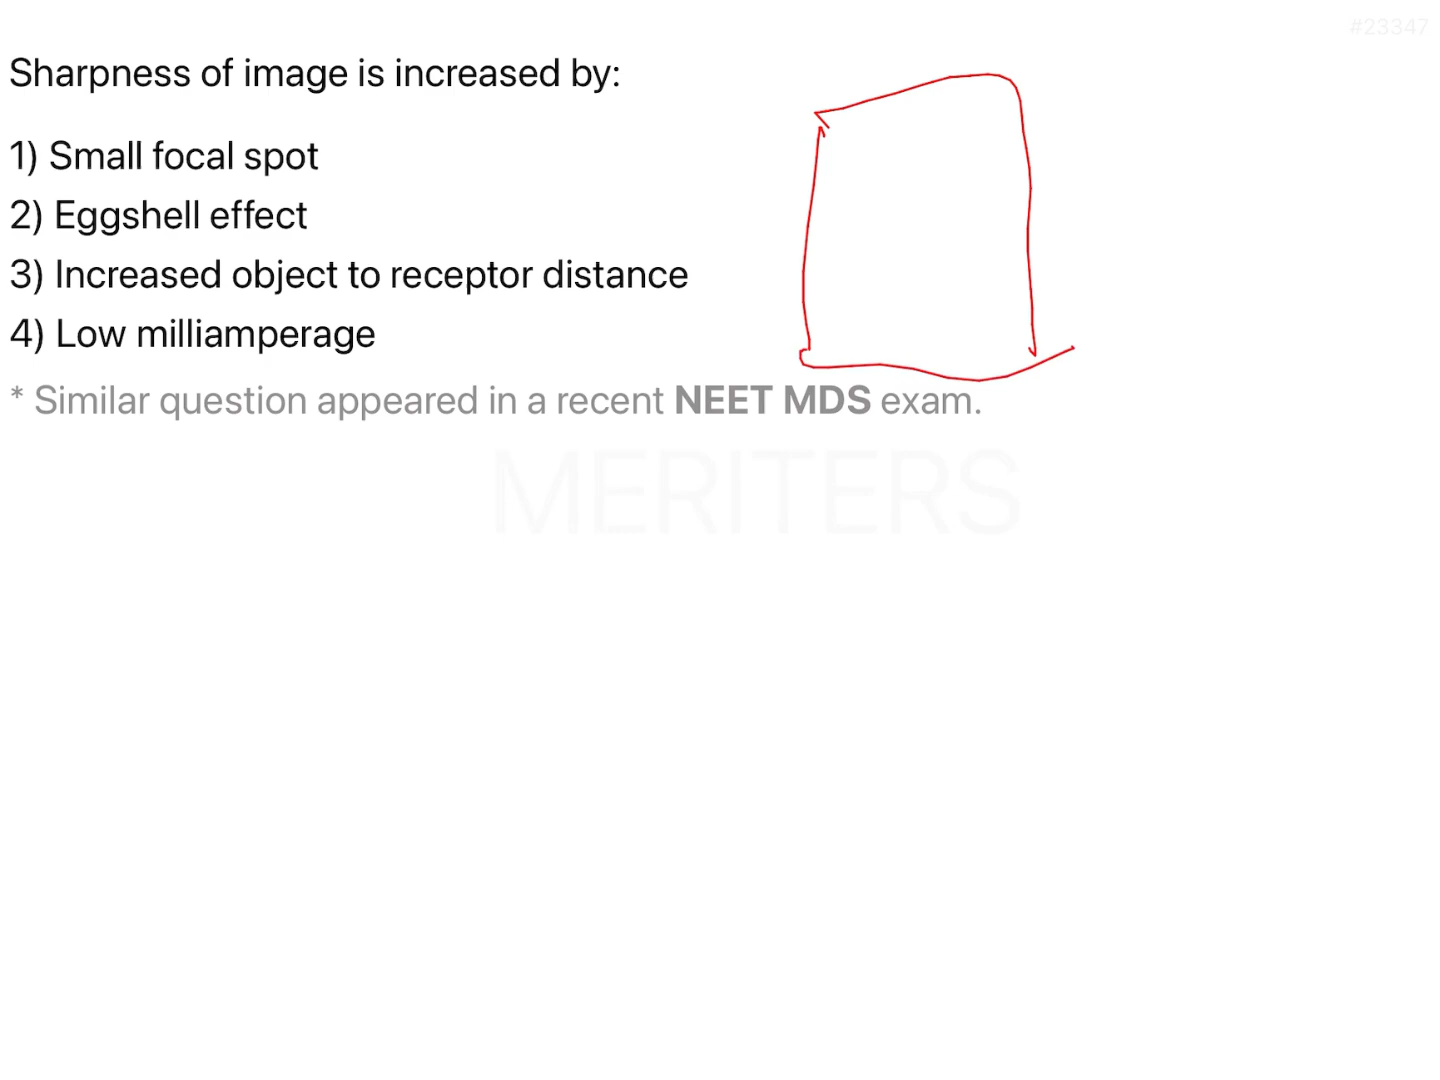 #23347
Sharpness of image is increased by:
1) Small focal spot
2) Eggshell effect
3) Increased object to receptor distance
4) Low milliamperage
* Similar question appeared in a recent NEET MDS exam.
MERITERS